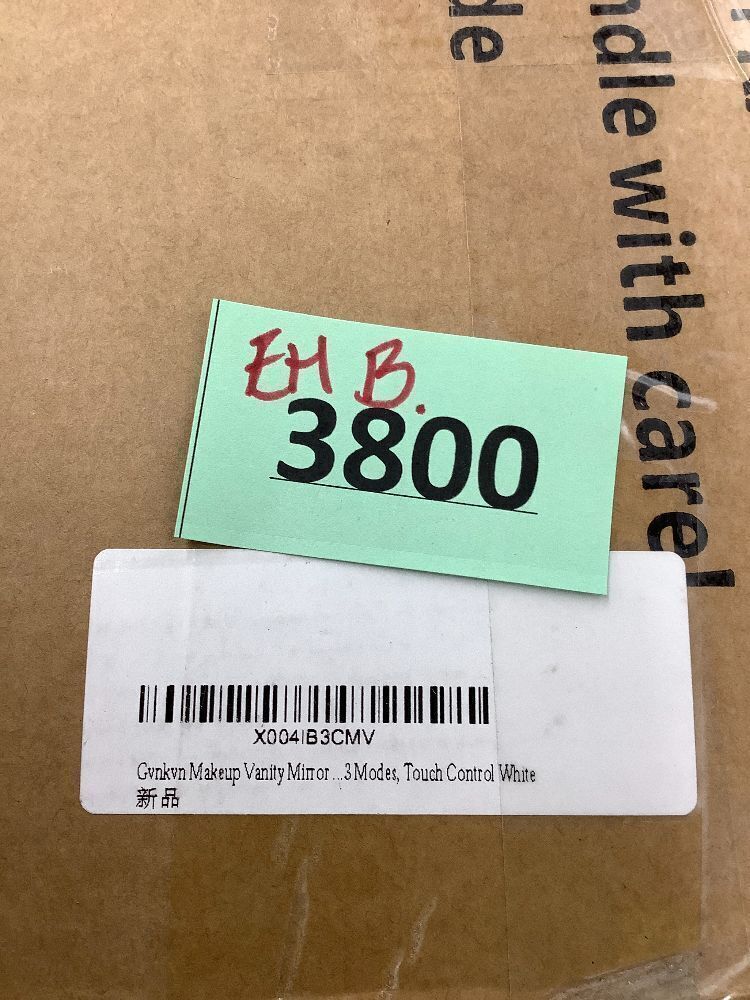 de
ndle with care!
EH B.
3800
X004IB3CMV
Gvnkvn Makeup Vanity Mirror ...3 Modes, Touch Control White
新品